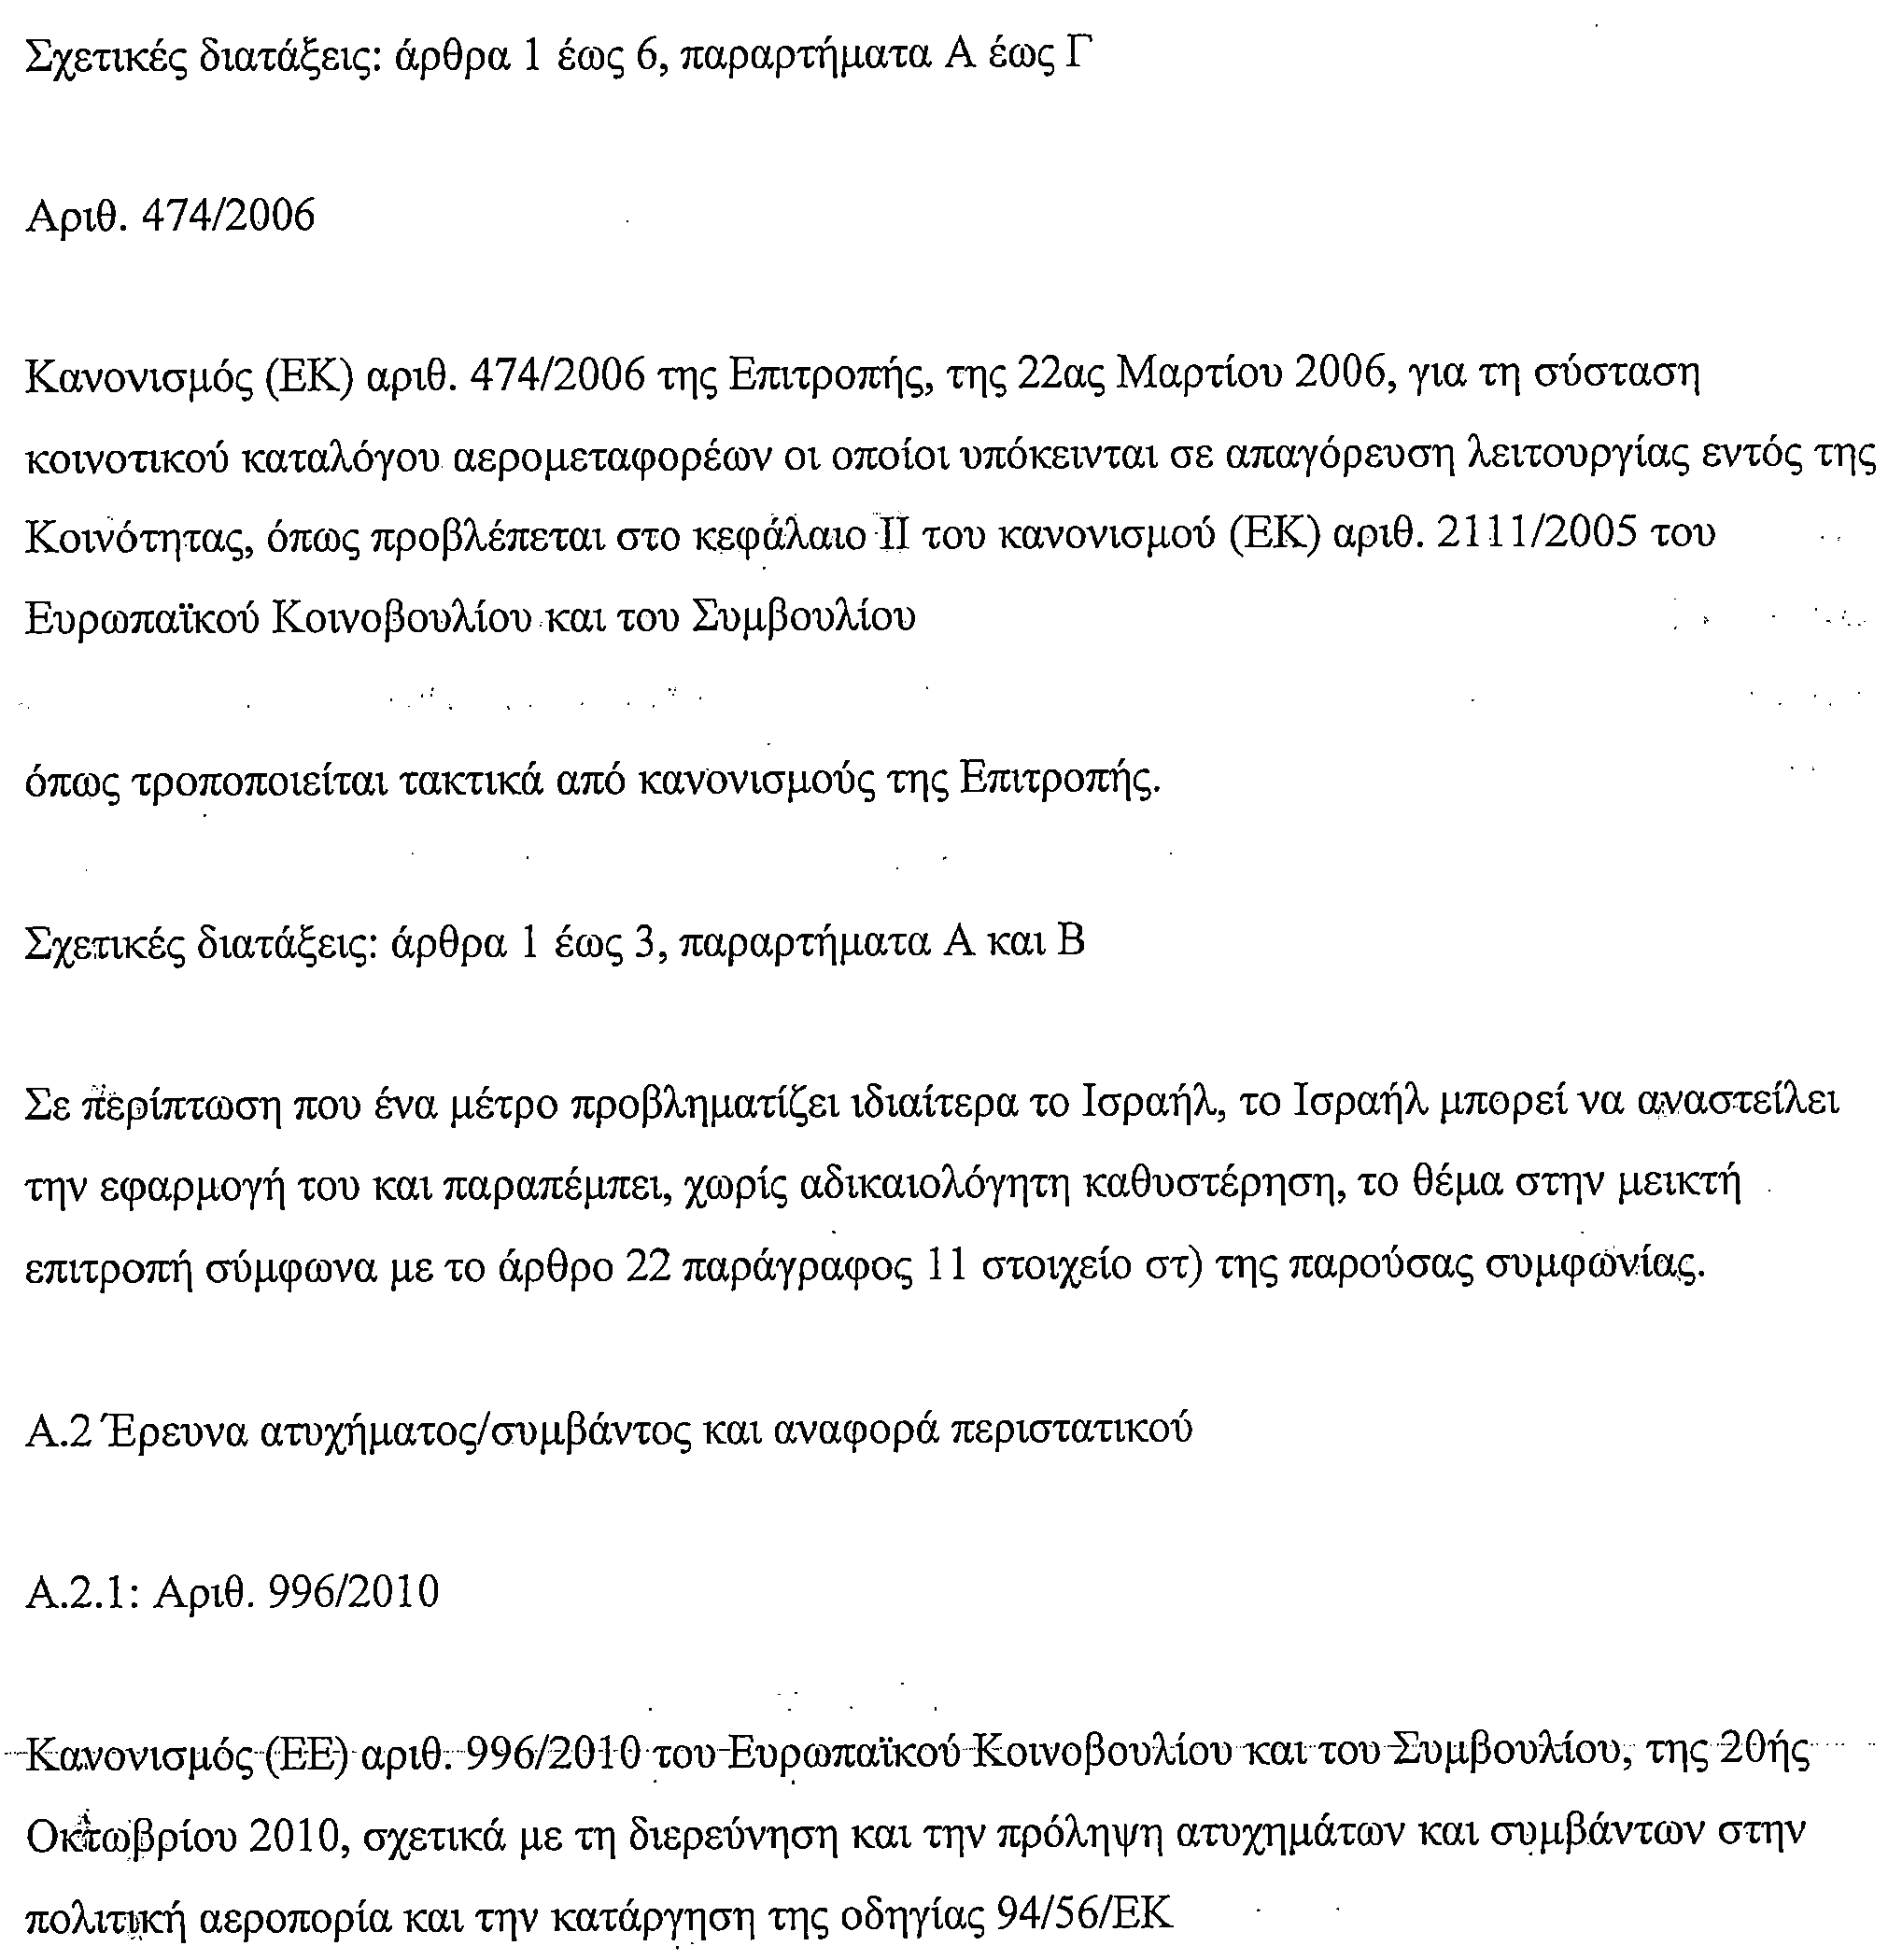 Σχετικές διατάξεις: άρθρα 1 έως 6, παραρτήματα Α έως Γ
Αριθ. 474/2006
Κανονισμός (ΕΚ) αριθ. 474/2006 της Επιτροπής, της 22ας Μαρτίου 2006, για τη σύσταση
κοινοτικού καταλόγου αερομεταφορέων οι οποίοι υπόκεινται σε απαγόρευση λειτουργίας εντός της
Κοινότητας, όπως προβλέπεται στο κεφάλαιο ΙΙ του κανονισμού (ΕΚ) αριθ. 2111/2005 του
Ευρωπαϊκού Κοινοβουλίου και του Συμβουλίου
όπως τροποποιείται τακτικά από κανονισμούς της Επιτροπής.
Σχετικές διατάξεις: άρθρα 1 έως 3, παραρτήματα Α και Β
Σε περίπτωση που ένα μέτρο προβληματίζει ιδιαίτερα το Ισραήλ, το Ισραήλ μπορεί να αναστείλει
την εφαρμογή του και παραπέμπει, χωρίς αδικαιολόγητη καθυστέρηση, το θέμα στην μεικτή
επιτροπή σύμφωνα με το άρθρο 22 παράγραφος 11 στοιχείο στ) της παρούσας συμφωνίας.
Α.2 Έρευνα ατυχήματος/συμβάντος και αναφορά περιστατικού
Α.2.1: Αριθ. 996/2010
Κανονισμός (ΕΕ) αριθ. 996/2010 του Ευρωπαϊκού Κοινοβουλίου και του Συμβουλίου, της 20ής
Οκτωβρίου 2010, σχετικά με τη διερεύνηση και την πρόληψη ατυχημάτων και συμβάντων στην
πολιτική αεροπορία και την κατάργηση της οδηγίας 94/56/ΕΚ